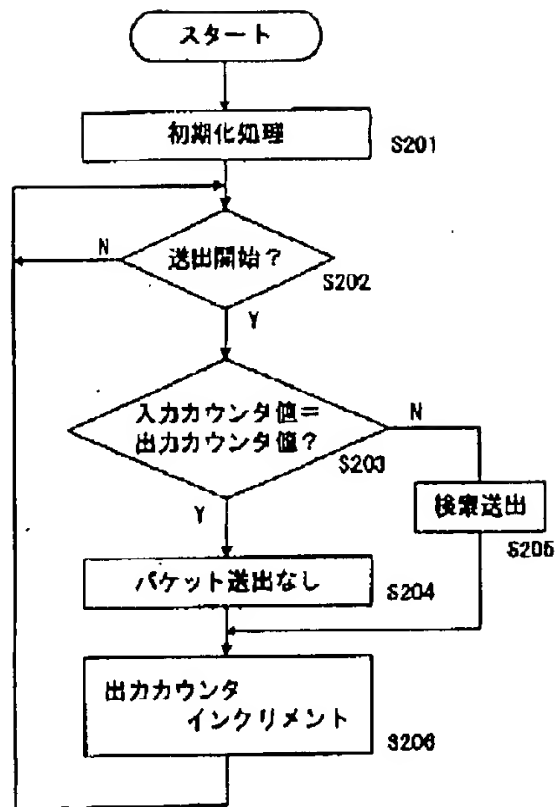 スタート
初期化処理
S201
N
送出開始?
S202
Y
入力カウンタ値=
出力カウンタ値?
S203
N
Y
検索送出
S205
パケット送出なし
S204
出力カウンタ
インクリメント
S206